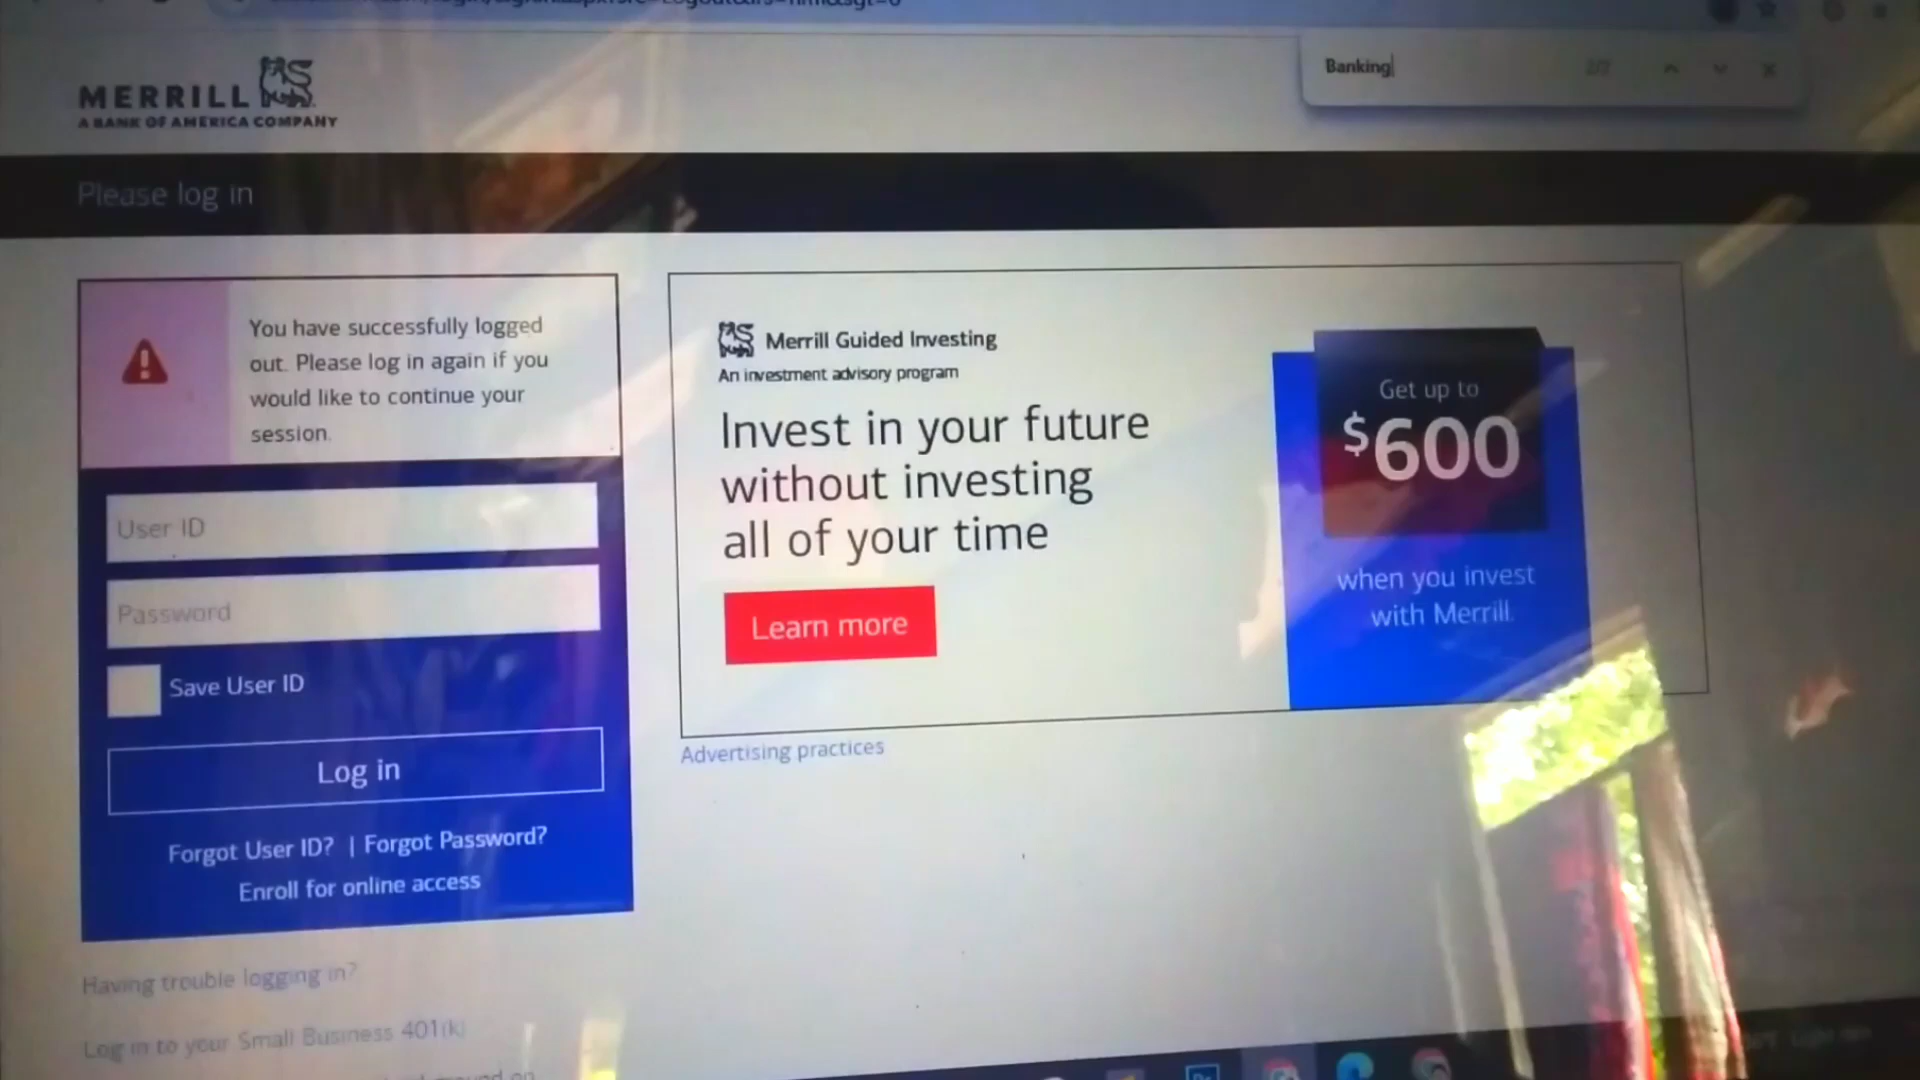 Banking
MERRILL
A BANK OF AMERICA COMPANY
Please log in
You have successfully logged
out. Please log in again if you
would like to continue your
session.
User ID
Password
Save User ID
Log in
Forgot User ID? | Forgot Password?
Enroll for online access
Having trouble logging in?
Log in to your Small Business 401(k)
Merrill Guided Investing
An investment advisory program
Invest in your future
without investing
all of your time
Learn more
Get up to
$600
when you invest
with Merrill.
Advertising practices